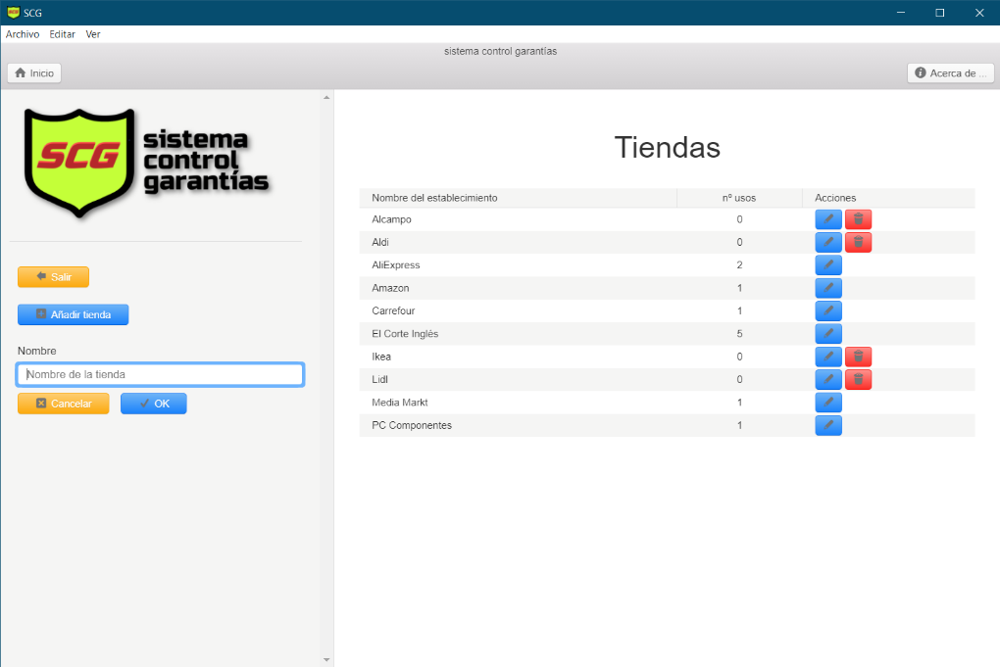 SCG
Archivo Editar Ver
sistema control garantías
Inicio
Acerca de ...
SCG
sistema
control
garantías
Salir
Añadir tienda
Nombre
Nombre de la tienda
Cancelar
OK
Tiendas
Nombre del establecimiento nº usos Acciones
Alcampo 0
Aldi 0
AliExpress 2
Amazon 1
Carrefour 1
El Corte Inglés 5
Ikea 0
Lidl 0
Media Markt 1
PC Componentes 1